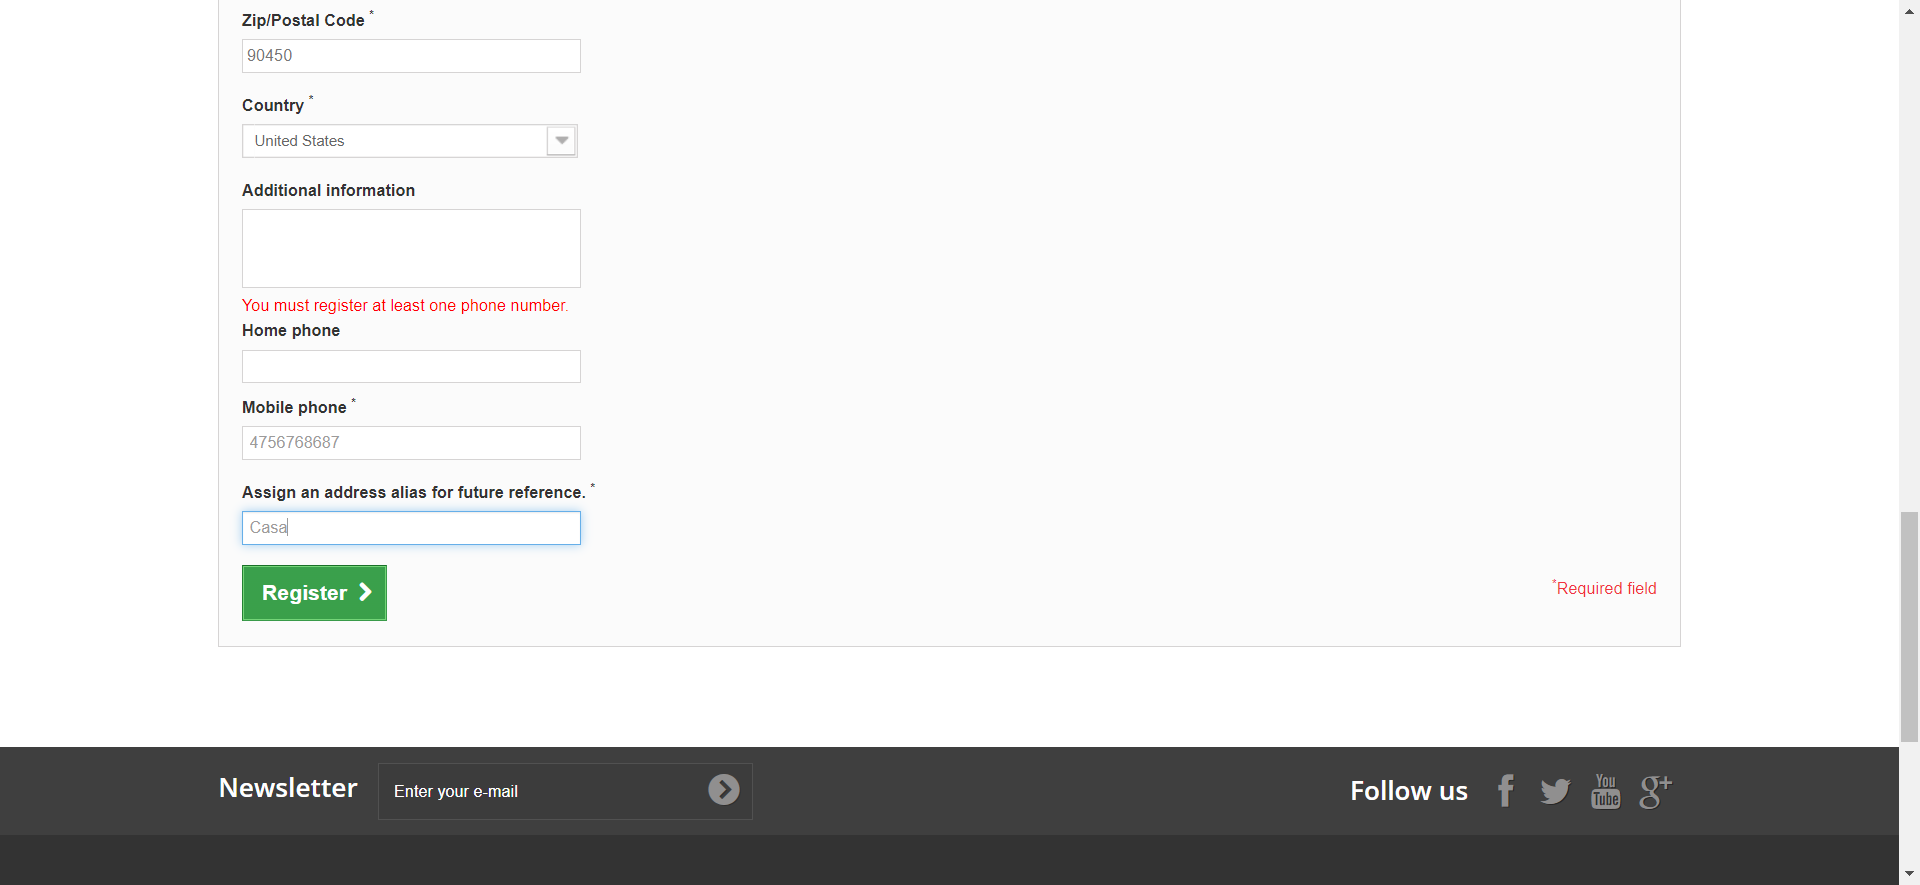 Zip/Postal Code *
90450
Country *
United States
Additional information
You must register at least one phone number.
Home phone
Mobile phone *
4756768687
Assign an address alias for future reference. *
Casa
Register
*Required field
Newsletter
Enter your e-mail
Follow us
f
You
Tube
g+